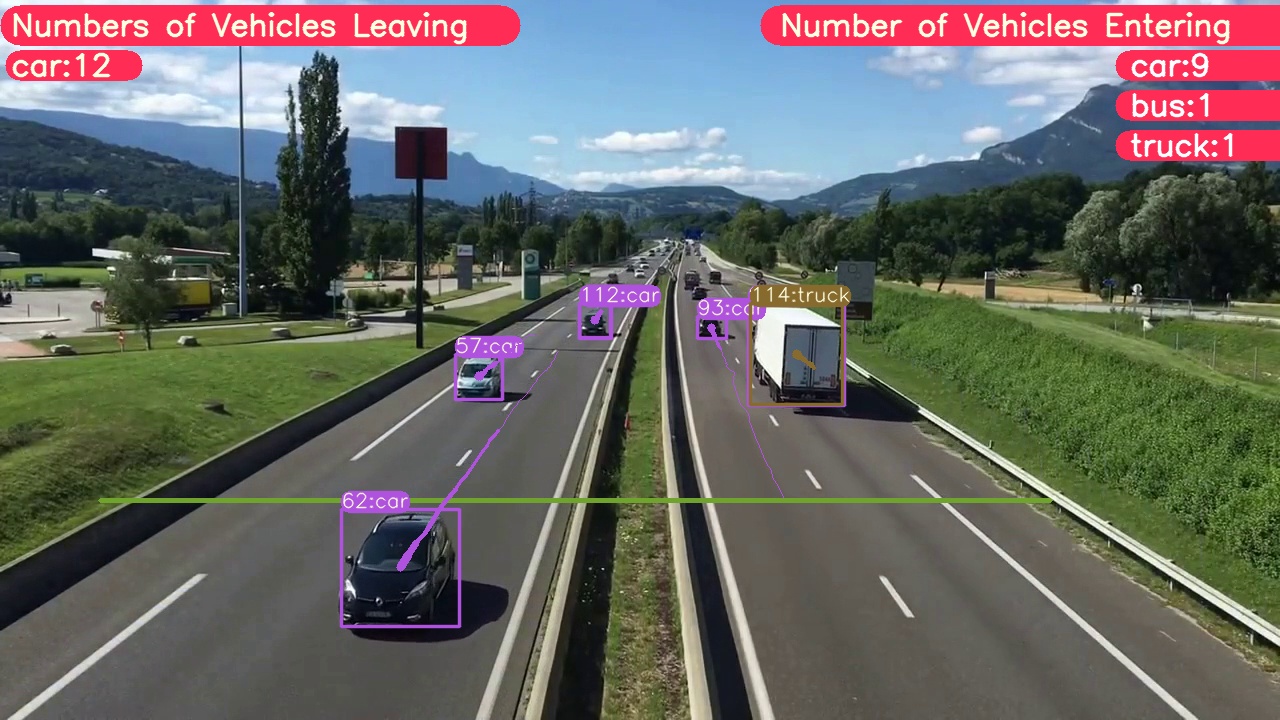 Numbers of Vehicles Leaving
car:12
Number of Vehicles Entering
car:9
bus:1
truck:1
112:car
93:car
114:truck
57:car
62:car